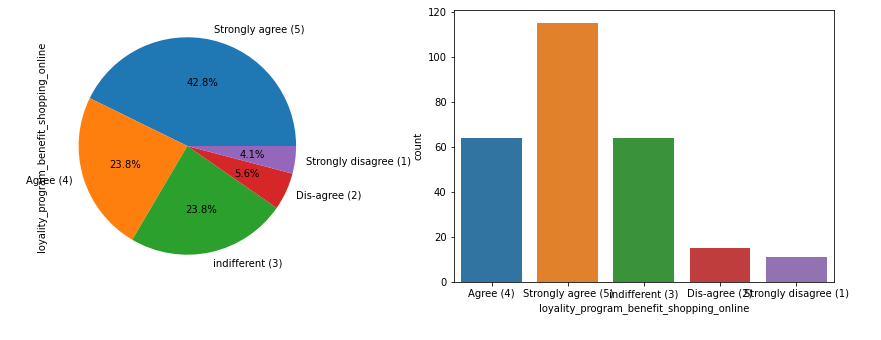 Strongly agree (5)
42.8%
loyality_program_benefit_shopping_online
Agree (4)
23.8%
23.8%
indifferent (3)
5.6%
Dis-agree (2)
4.1%
Strongly disagree (1)
120
100
80
60
40
20
0
count
Agree (4)
Strongly agree (5)
indifferent (3)
Dis-agree (2)
Strongly disagree (1)
loyality_program_benefit_shopping_online